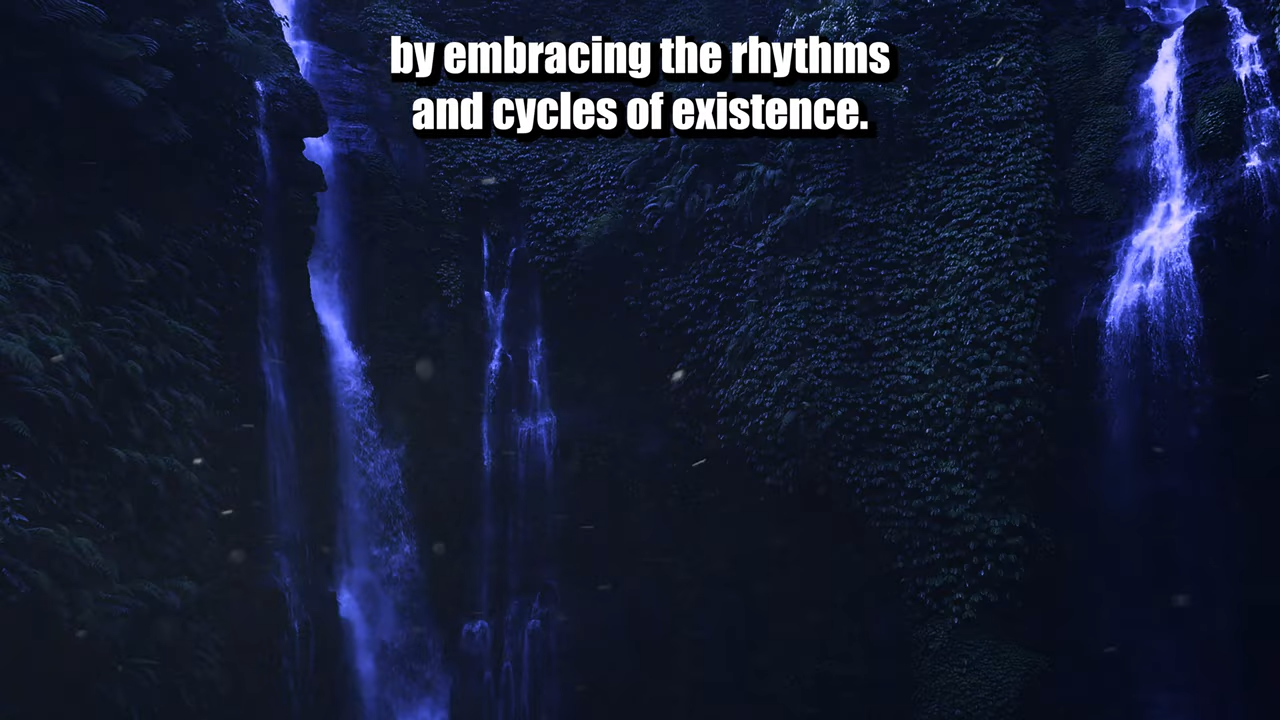 by embracing the rhythms
and cycles of existence.